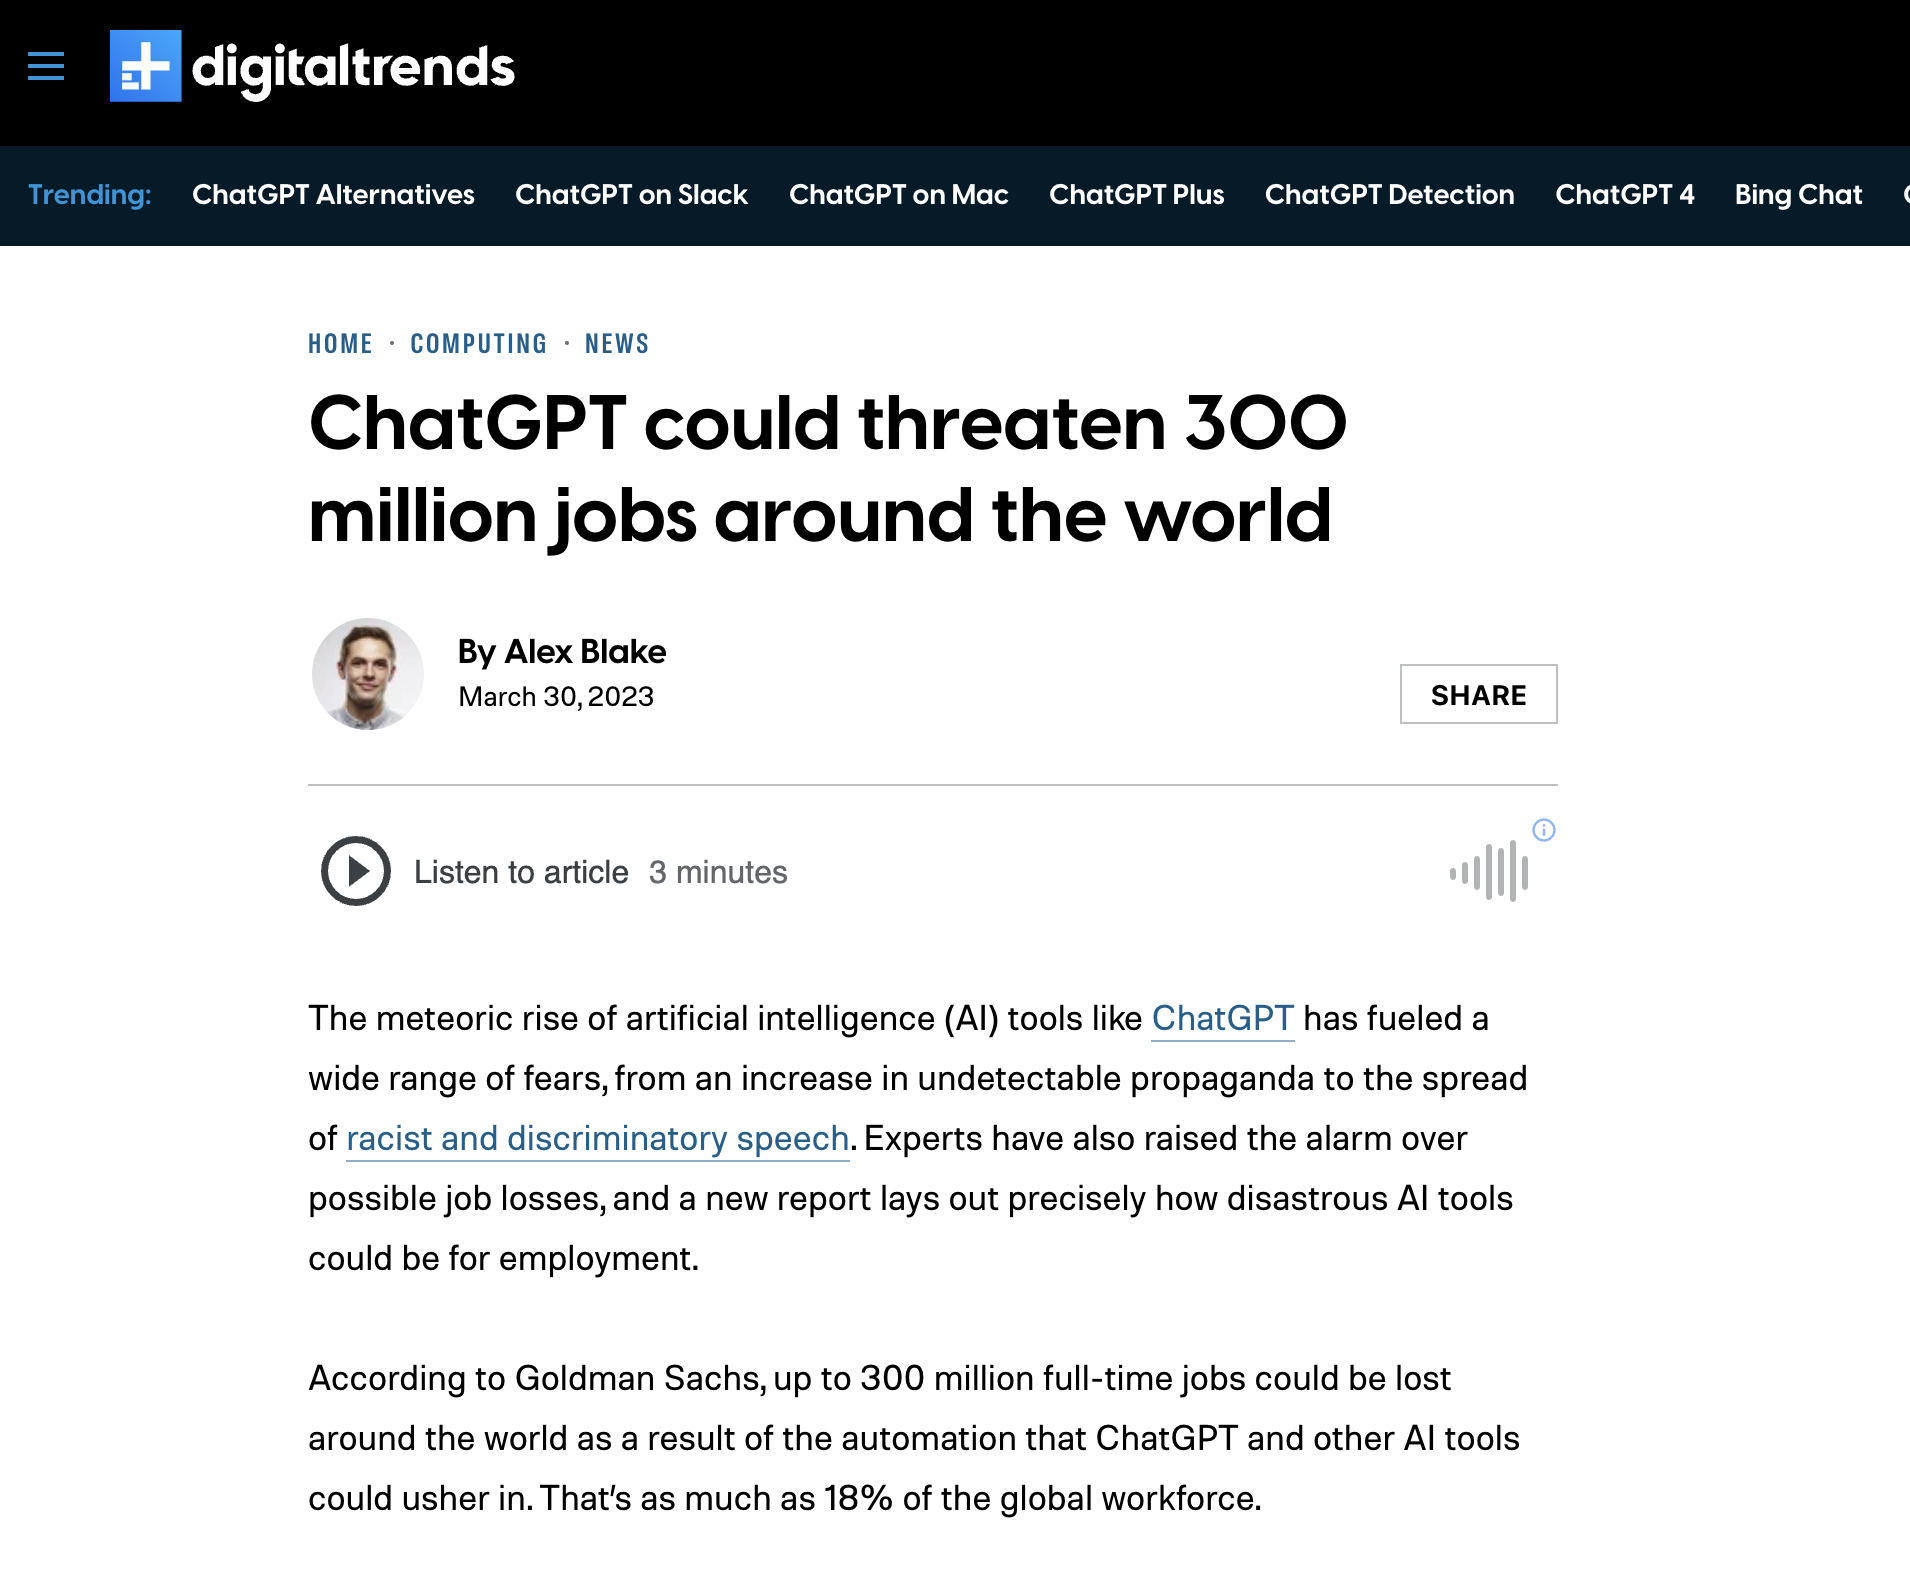 digitaltrends
Trending: ChatGPT Alternatives ChatGPT on Slack ChatGPT on Mac ChatGPT Plus ChatGPT Detection ChatGPT 4 Bing Chat
HOME · COMPUTING · NEWS
ChatGPT could threaten 300
million jobs around the world
By Alex Blake
March 30, 2023
SHARE
Listen to article 3 minutes
The meteoric rise of artificial intelligence (AI) tools like ChatGPT has fueled a
wide range of fears, from an increase in undetectable propaganda to the spread
of racist and discriminatory speech. Experts have also raised the alarm over
possible job losses, and a new report lays out precisely how disastrous AI tools
could be for employment.
According to Goldman Sachs, up to 300 million full-time jobs could be lost
around the world as a result of the automation that ChatGPT and other AI tools
could usher in. That's as much as 18% of the global workforce.